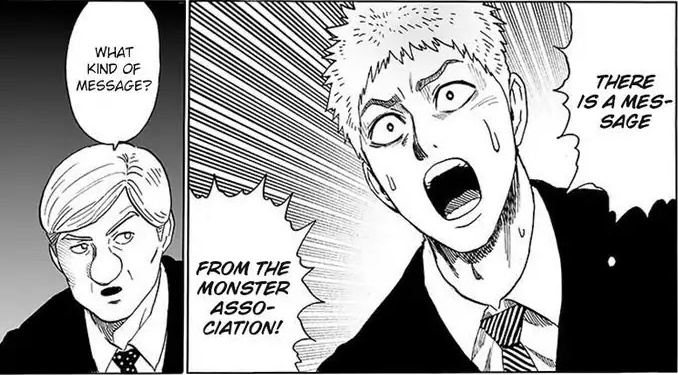 THERE
IS A MES-
SAGE
FROM THE
MONSTER
ASSO-
CIATION!
WHAT
KIND OF
MESSAGE?